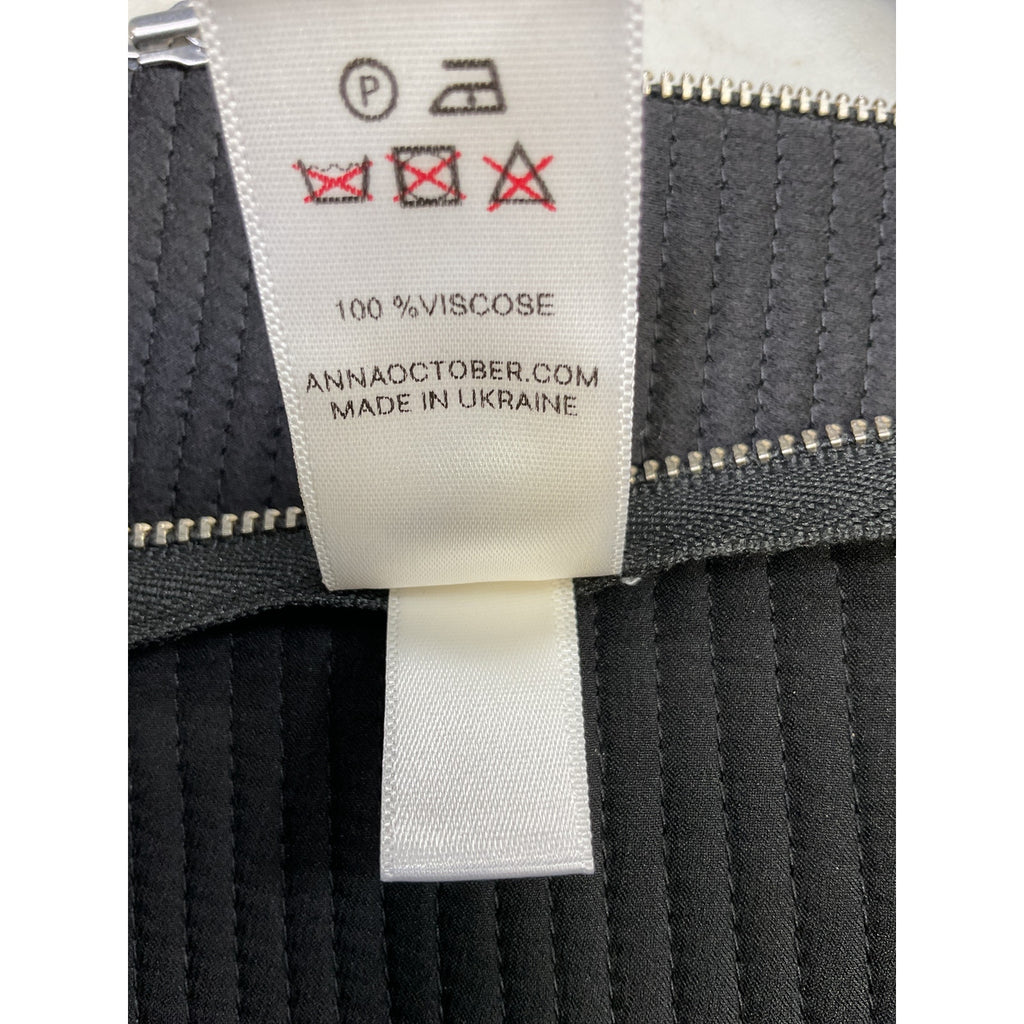 P
100 %VISCOSE
ANNAOCTOBER.COM
MADE IN UKRAINE